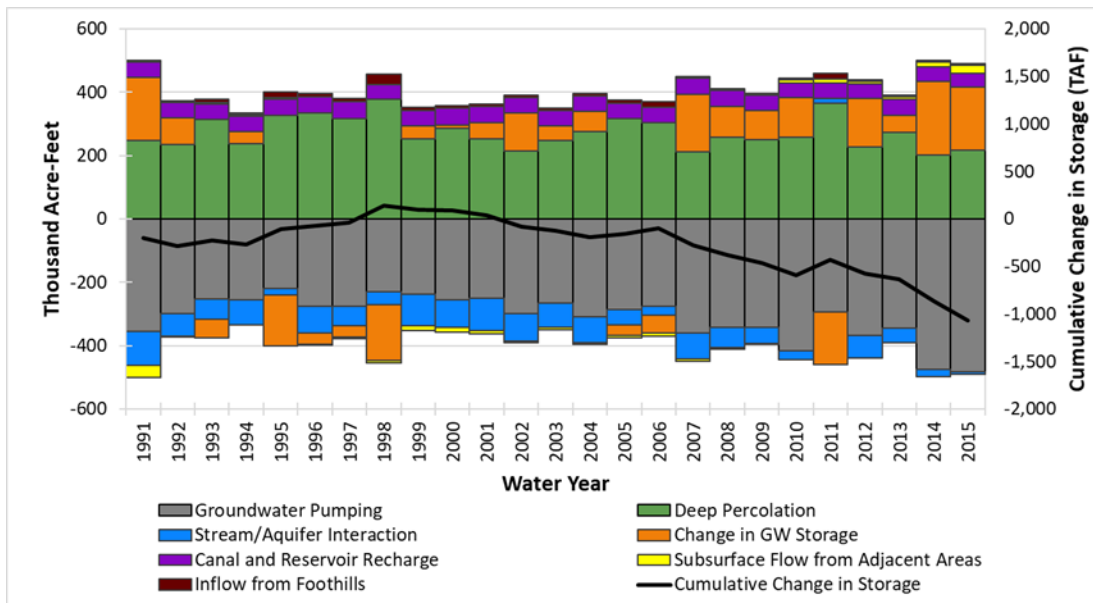 Thousand Acre-Feet
600
400
200
0
-200
-400
-600
2,000
1,500
1,000
500
0
-500
-1,000
-1,500
-2,000
Cumulative Change in Storage (TAF)
1991 1992 1993 1994 1995 1996 1997 1998 1999 2000 2001 2002 2003 2004 2005 2006 2007 2008 2009 2010 2011 2012 2013 2014 2015
Water Year
Groundwater Pumping
Deep Percolation
Stream/Aquifer Interaction
Change in GW Storage
Canal and Reservoir Recharge
Subsurface Flow from Adjacent Areas
Inflow from Foothills
Cumulative Change in Storage